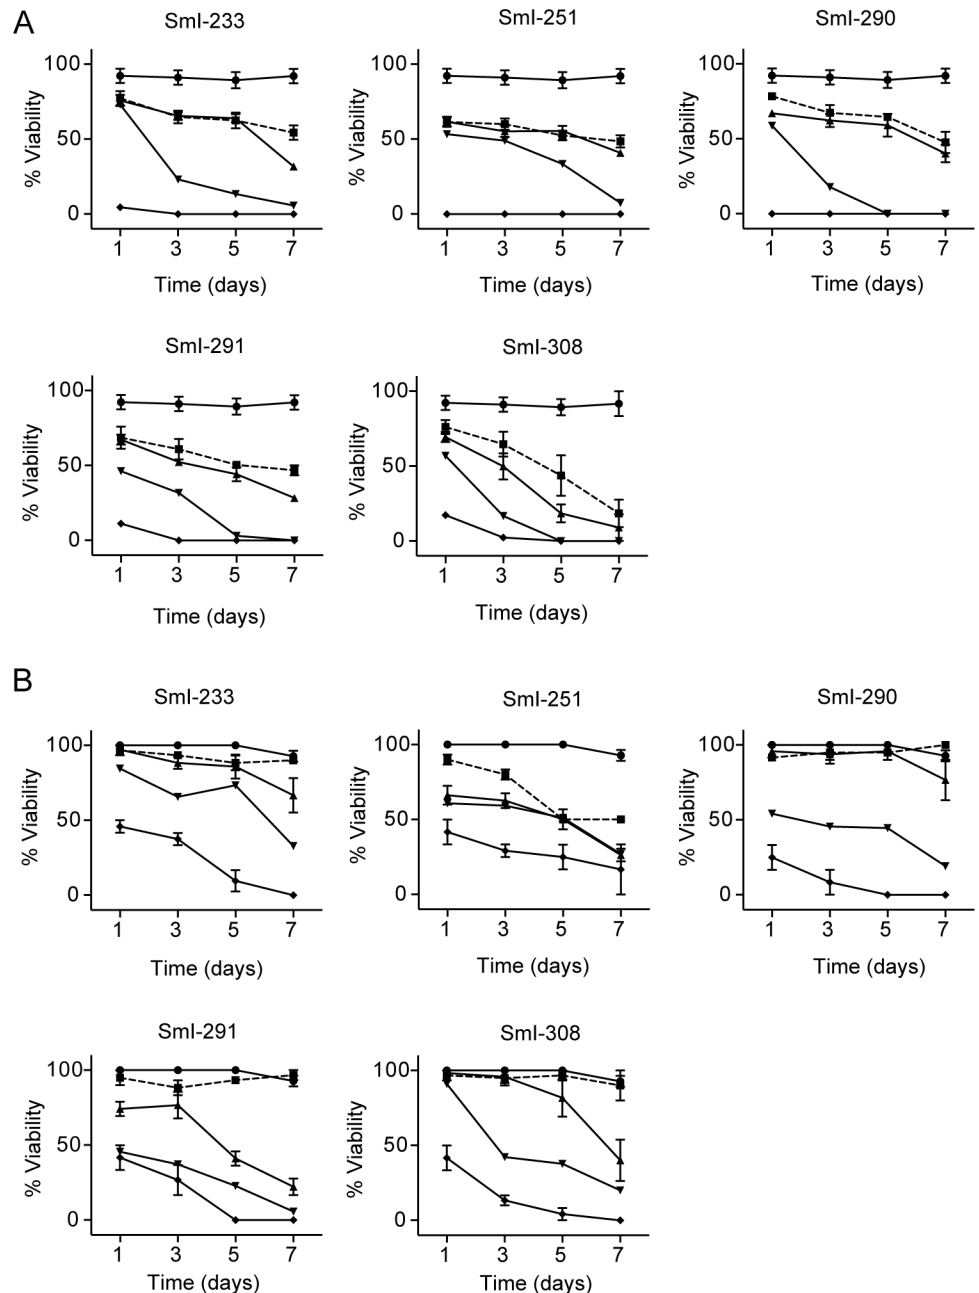 A
SmI-233
SmI-251
SmI-290
% Viability
100
50
0
1 3 5 7
Time (days)
% Viability
100
50
0
1 3 5 7
Time (days)
% Viability
100
50
0
1 3 5 7
Time (days)
SmI-291
SmI-308
% Viability
100
50
0
1 3 5 7
Time (days)
% Viability
100
50
0
1 3 5 7
Time (days)
B
SmI-233
SmI-251
SmI-290
% Viability
100
50
0
1 3 5 7
Time (days)
% Viability
100
50
0
1 3 5 7
Time (days)
% Viability
100
50
0
1 3 5 7
Time (days)
SmI-291
SmI-308
% Viability
100
50
0
1 3 5 7
Time (days)
% Viability
100
50
0
1 3 5 7
Time (days)